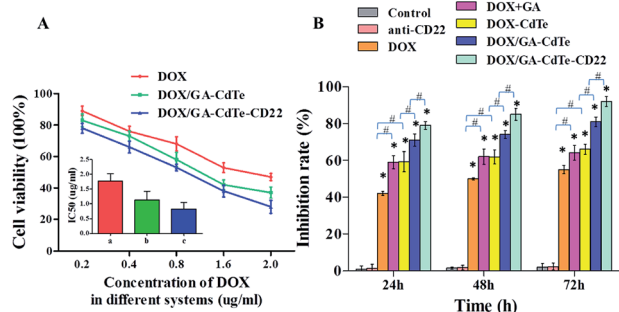 A
DOX
DOX/GA-CdTe
DOX/GA-CdTe-CD22
Cell viability (100%)
100
80
60
40
20
0
IC50 (ug/ml)
2.5
2.0
1.5
1.0
0.5
0.0
a b c
0.2 0.4 0.8 1.6 2.0
Concentration of DOX
in different systems (ug/ml)
B
Control
anti-CD22
DOX
DOX+GA
DOX-CdTe
DOX/GA-CdTe
DOX/GA-CdTe-CD22
Inhibition rate (%)
100
80
60
40
20
0
# # # #
* * * * *
# # # #
* * * * *
# # # #
* * * * *
24h 48h 72h
Time (h)